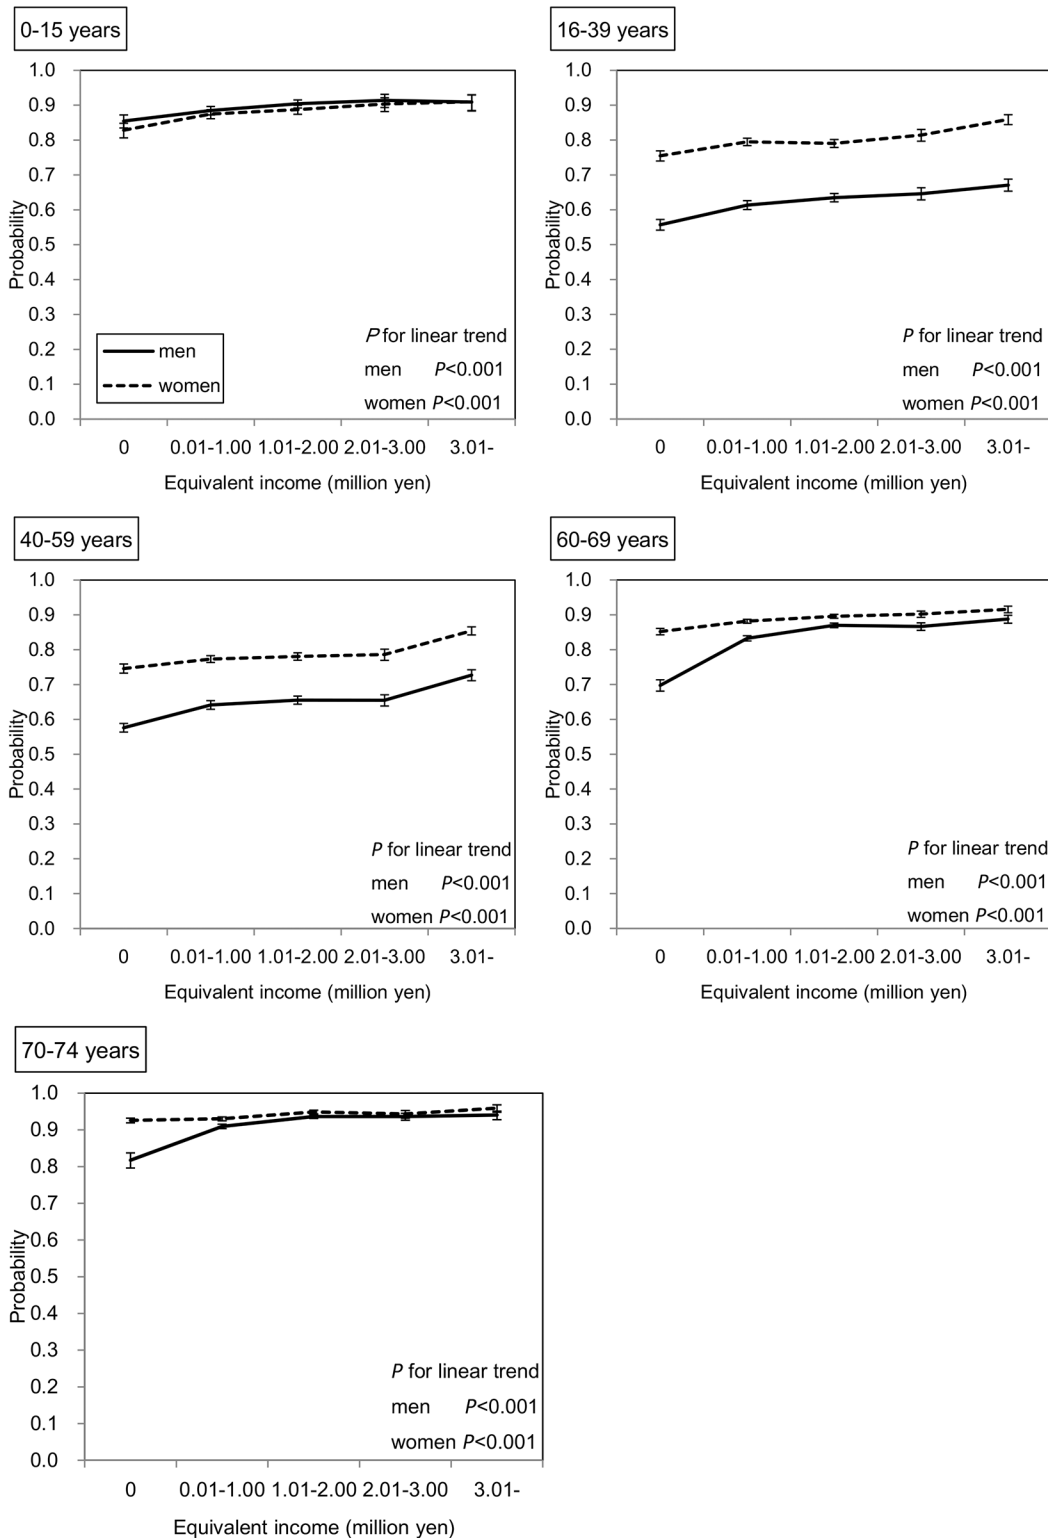 0-15 years
1.0
0.9
0.8
0.7
0.6
0.5
0.4
0.3
0.2
0.1
0.0
Probability
men
women
P for linear trend
men P<0.001
women P<0.001
0 0.01-1.00 1.01-2.00 2.01-3.00 3.01-
Equivalent income (million yen)
16-39 years
1.0
0.9
0.8
0.7
0.6
0.5
0.4
0.3
0.2
0.1
0.0
Probability
P for linear trend
men P<0.001
women P<0.001
0 0.01-1.00 1.01-2.00 2.01-3.00 3.01-
Equivalent income (million yen)
40-59 years
1.0
0.9
0.8
0.7
0.6
0.5
0.4
0.3
0.2
0.1
0.0
Probability
P for linear trend
men P<0.001
women P<0.001
0 0.01-1.00 1.01-2.00 2.01-3.00 3.01-
Equivalent income (million yen)
60-69 years
1.0
0.9
0.8
0.7
0.6
0.5
0.4
0.3
0.2
0.1
0.0
Probability
P for linear trend
men P<0.001
women P<0.001
0 0.01-1.00 1.01-2.00 2.01-3.00 3.01-
Equivalent income (million yen)
70-74 years
1.0
0.9
0.8
0.7
0.6
0.5
0.4
0.3
0.2
0.1
0.0
Probability
P for linear trend
men P<0.001
women P<0.001
0 0.01-1.00 1.01-2.00 2.01-3.00 3.01-
Equivalent income (million yen)